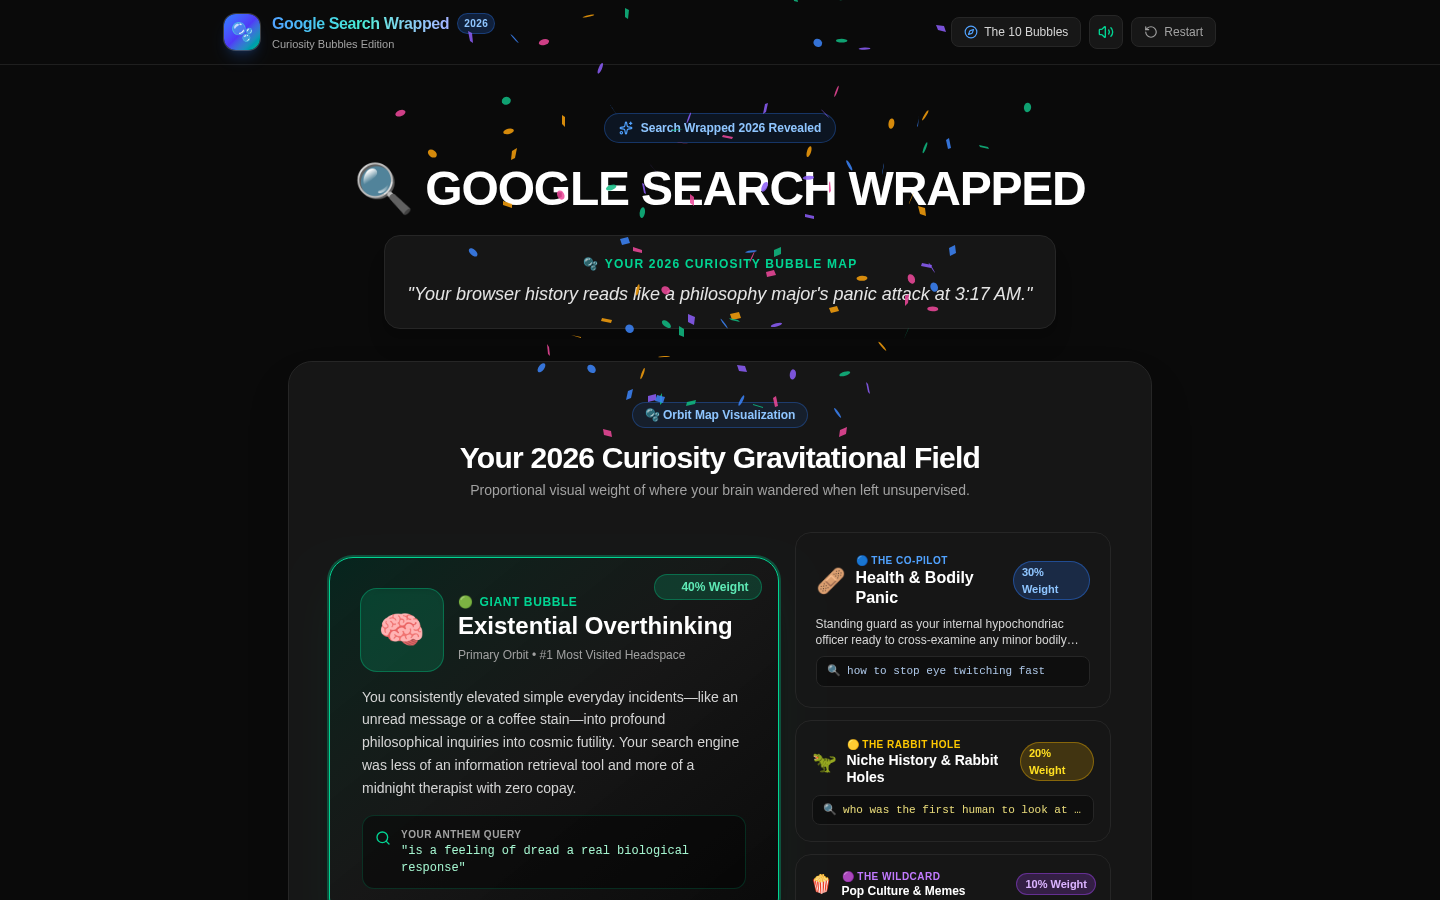 Google Search Wrapped 2026
Curiosity Bubbles Edition
The 10 Bubbles
Restart
Search Wrapped 2026 Revealed
GOOGLE SEARCH WRAPPED
YOUR 2026 CURIOSITY BUBBLE MAP
"Your browser history reads like a philosophy major's panic attack at 3:17 AM."
Orbit Map Visualization
Your 2026 Curiosity Gravitational Field
Proportional visual weight of where your brain wandered when left unsupervised.
40% Weight
GIANT BUBBLE
Existential Overthinking
Primary Orbit • #1 Most Visited Headspace
You consistently elevated simple everyday incidents—like an
unread message or a coffee stain—into profound
philosophical inquiries into cosmic futility. Your search engine
was less of an information retrieval tool and more of a
midnight therapist with zero copay.
YOUR ANTHEM QUERY
"is a feeling of dread a real biological
response"
THE CO-PILOT
Health & Bodily
Panic
30%
Weight
Standing guard as your internal hypochondriac
officer ready to cross-examine any minor bodily…
how to stop eye twitching fast
THE RABBIT HOLE
Niche History & Rabbit
Holes
20%
Weight
who was the first human to look at …
THE WILDCARD
Pop Culture & Memes
10% Weight